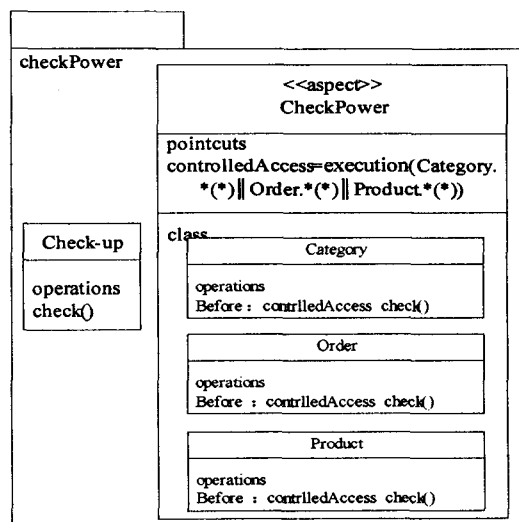 checkPower
<<aspect>>
CheckPower
pointcuts
controlledAccess=execution(Category.
*(*)||Order.*(*)||Product.*(*))
Check-up
operations
check()
class
Category
operations
Before : contrlledAccess check()
Order
operations
Before : contrlledAccess check()
Product
operations
Before : contrlledAccess check()